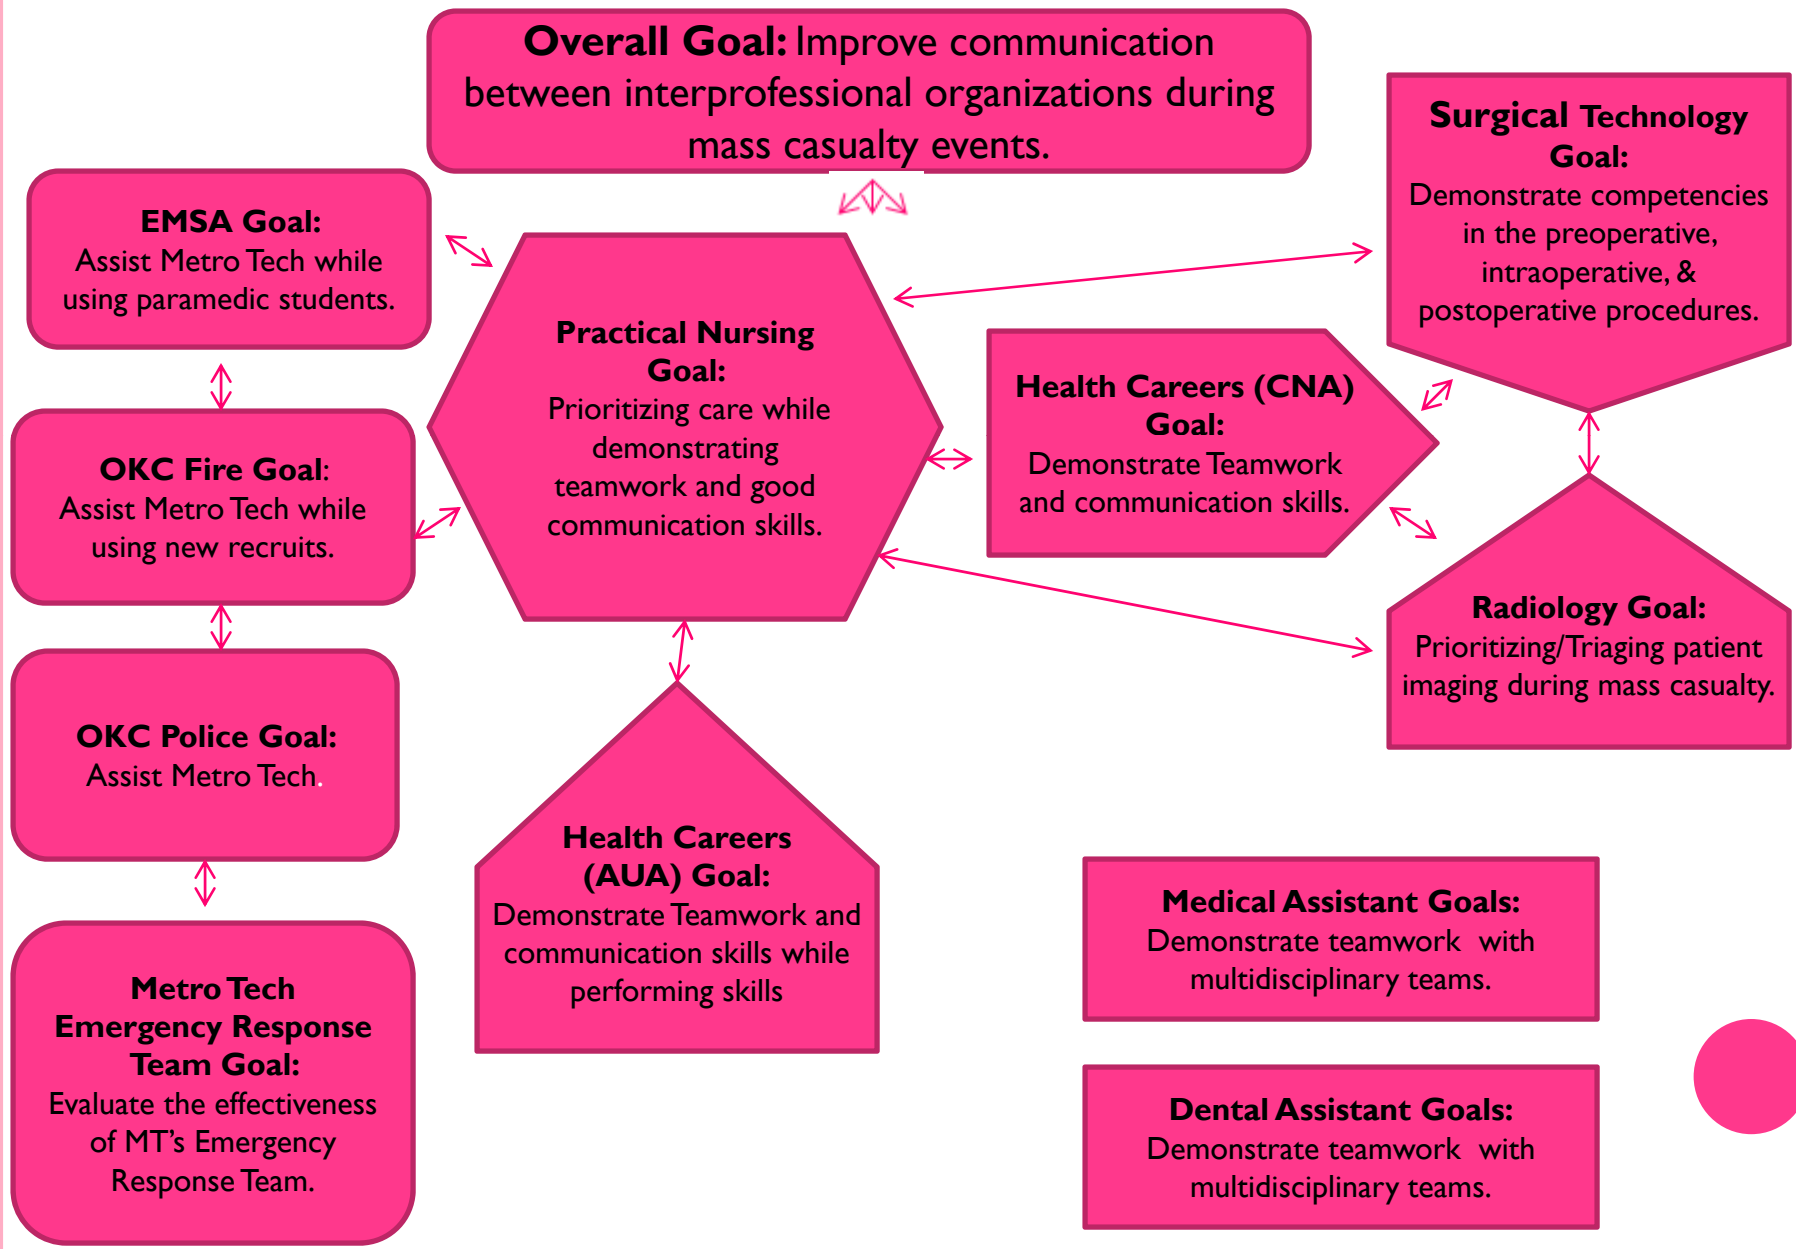 Overall Goal: Improve communication
between interprofessional organizations during
mass casualty events.
EMSA Goal:
Assist Metro Tech while
using paramedic students.
OKC Fire Goal:
Assist Metro Tech while
using new recruits.
OKC Police Goal:
Assist Metro Tech.
Metro Tech
Emergency Response
Team Goal:
Evaluate the effectiveness
of MT’s Emergency
Response Team.
Practical Nursing
Goal:
Prioritizing care while
demonstrating
teamwork and good
communication skills.
Health Careers
(AUA) Goal:
Demonstrate Teamwork and
communication skills while
performing skills
Health Careers (CNA)
Goal:
Demonstrate Teamwork
and communication skills.
Surgical Technology
Goal:
Demonstrate competencies
in the preoperative,
intraoperative, &
postoperative procedures.
Radiology Goal:
Prioritizing/Triaging patient
imaging during mass casualty.
Medical Assistant Goals:
Demonstrate teamwork with
multidisciplinary teams.
Dental Assistant Goals:
Demonstrate teamwork with
multidisciplinary teams.